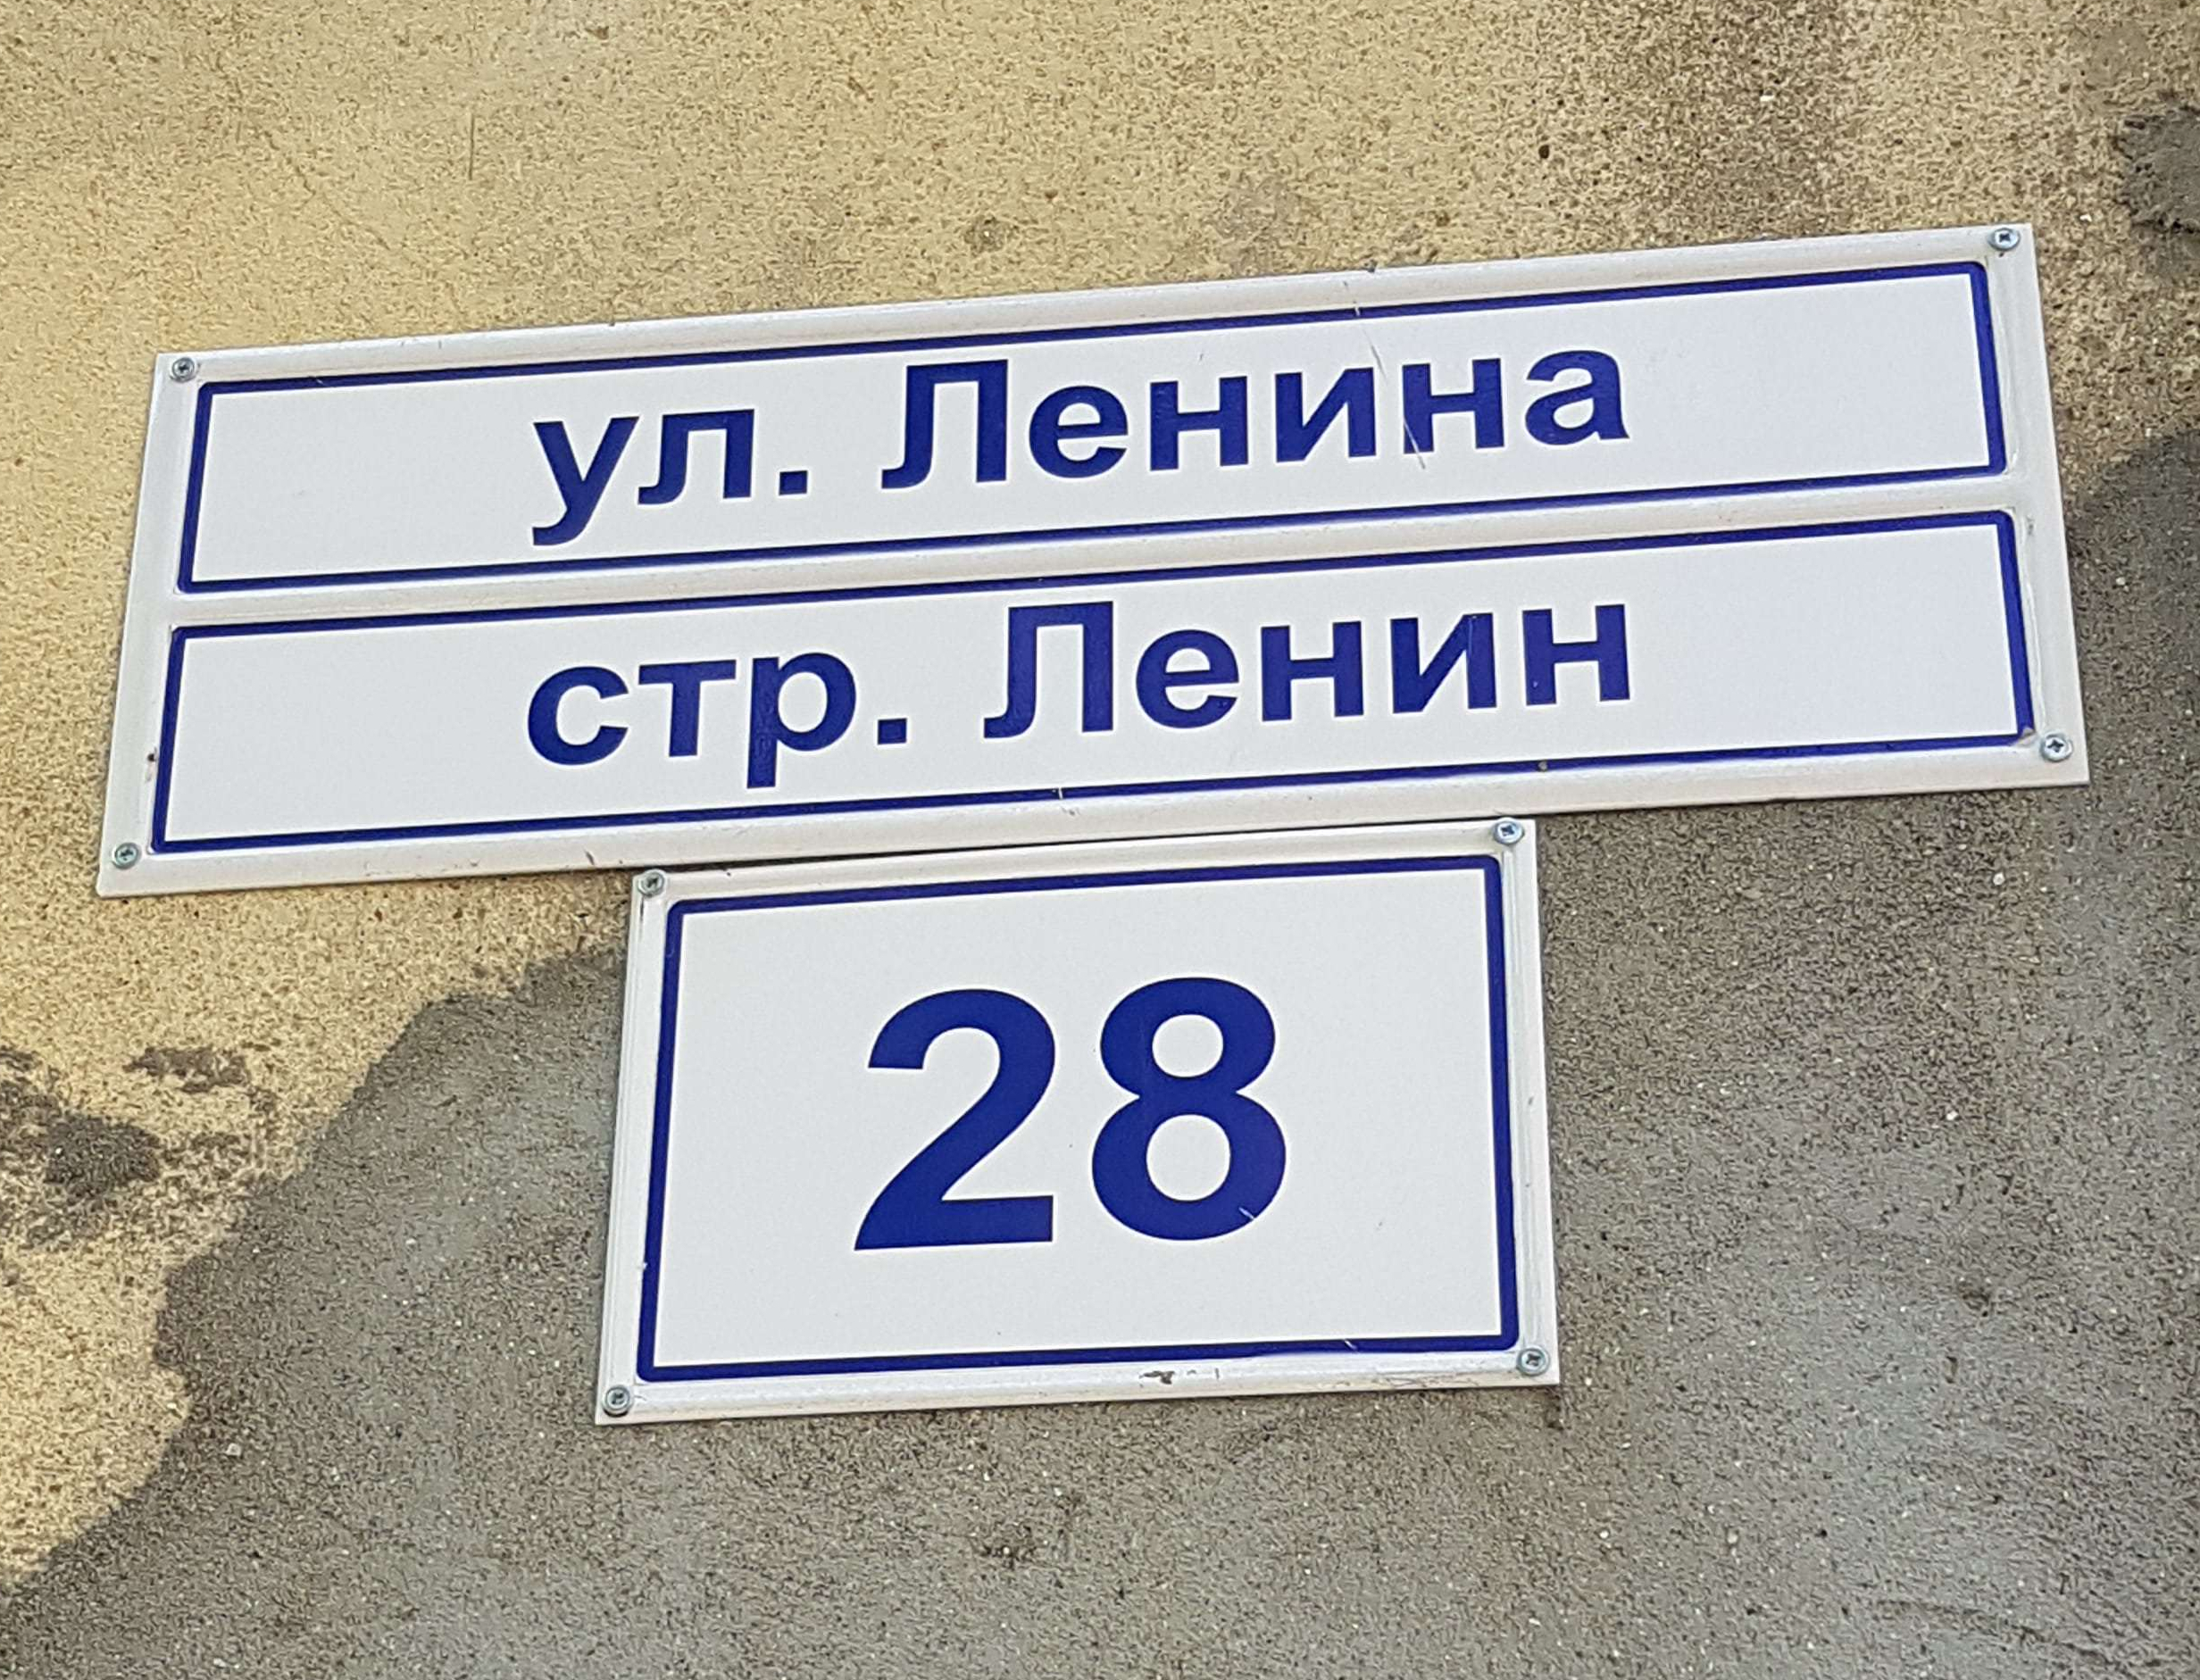 ул. Ленина
стр. Ленин
28